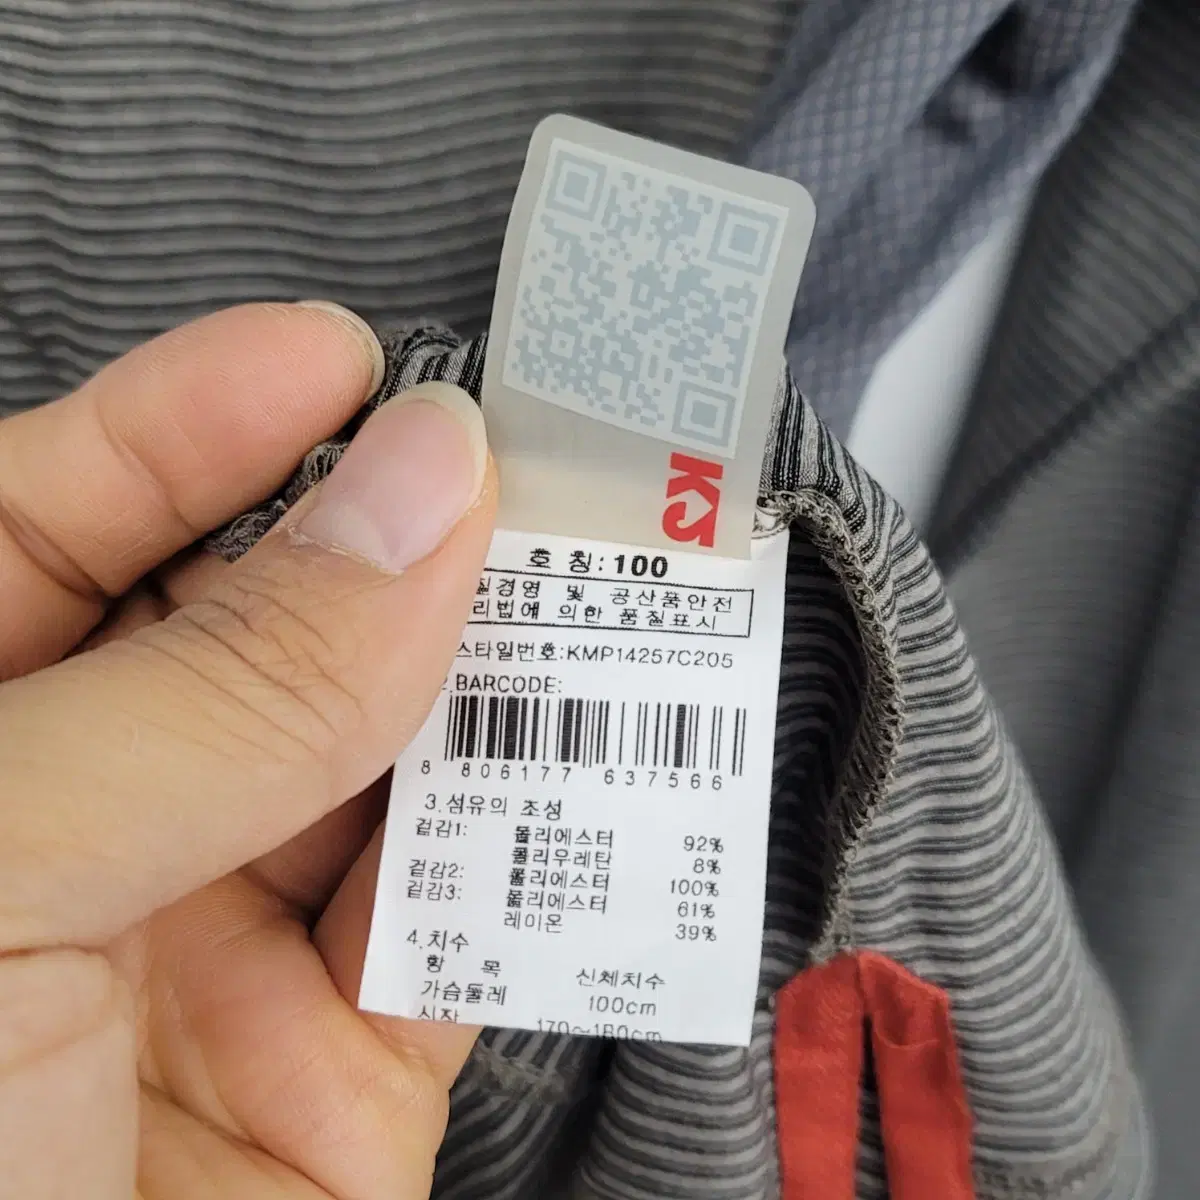 호 칭:100
질경영 및 공산품안전
리법에 의한 품질표시
스타일번호:KMP14257C205
2.BARCODE:
8 806177 637566
3.섬유의 조성
겉감1: 폴리에스터 92%
폴리우레탄 8%
겉감2: 폴리에스터 100%
겉감3: 폴리에스터 61%
레이온 39%
4.치수
항 목 신체치수
가슴둘레 100cm